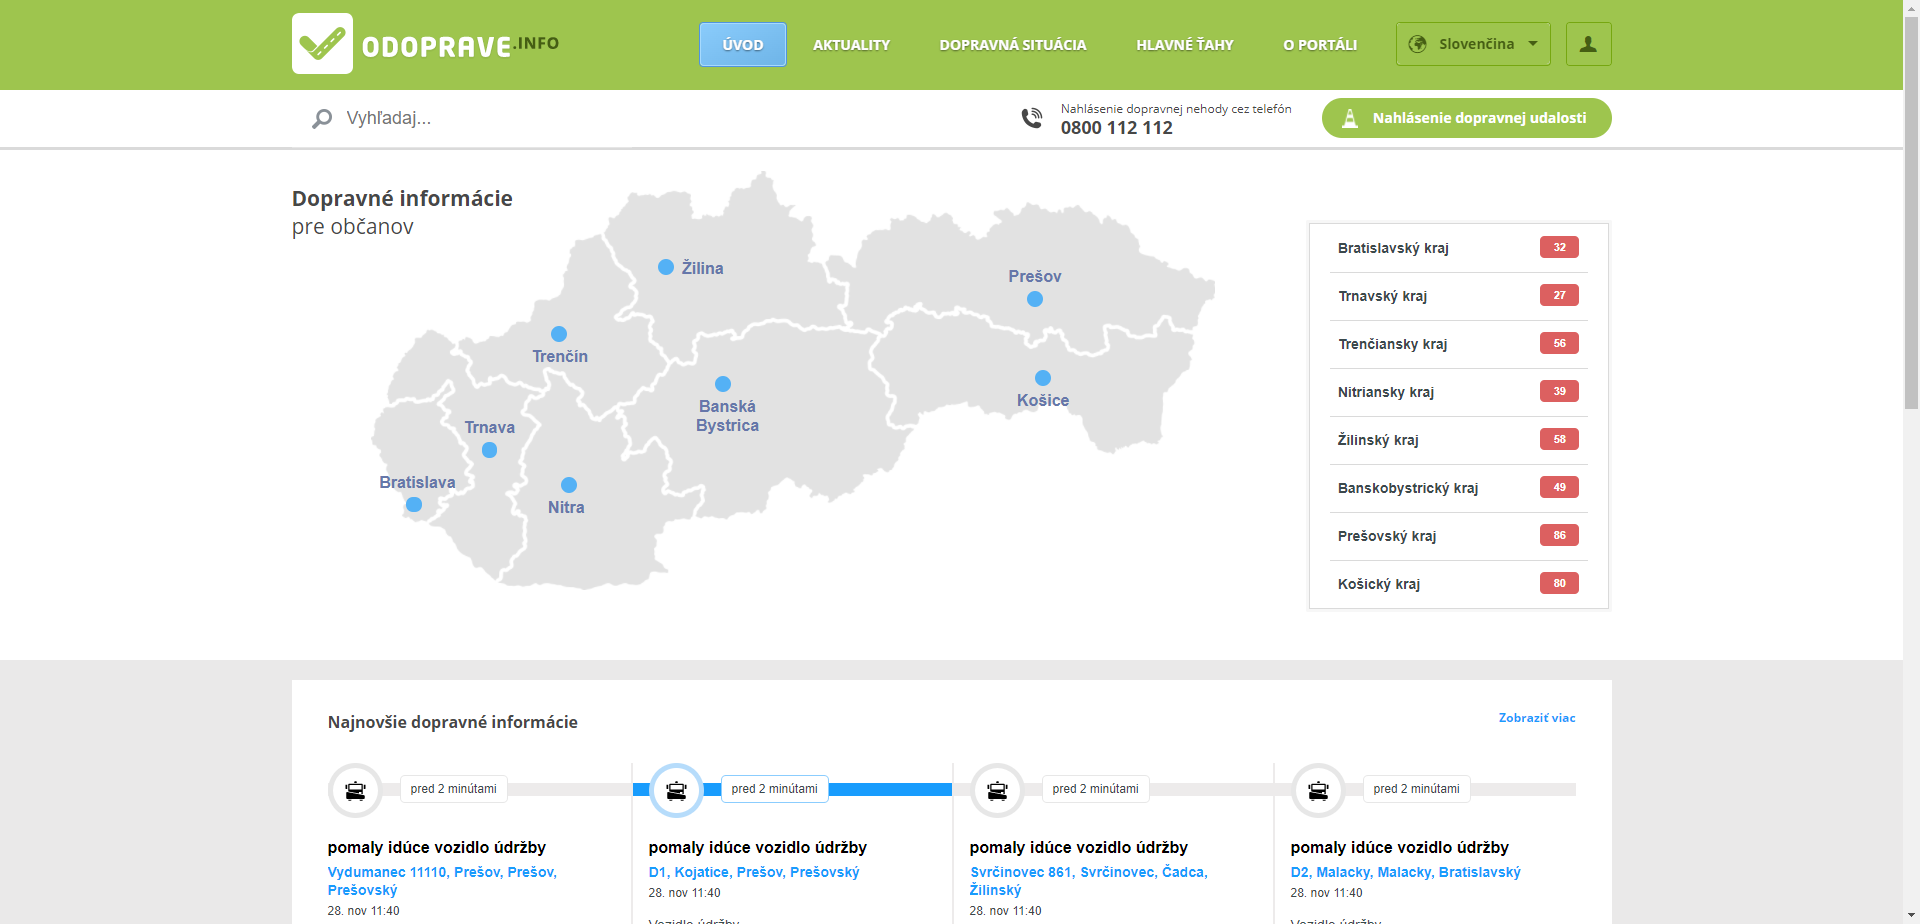 ODOPRAVE.INFO
ÚVOD
AKTUALITY
DOPRAVNÁ SITUÁCIA
HLAVNÉ ŤAHY
O PORTÁLI
Slovenčina
Vyhľadaj...
Nahlásenie dopravnej nehody cez telefón
0800 112 112
Nahlásenie dopravnej udalosti
Dopravné informácie
pre občanov
Žilina
Prešov
Trenčín
Košice
Banská
Bystrica
Trnava
Bratislava
Nitra
Bratislavský kraj 32
Trnavský kraj 27
Trenčiansky kraj 56
Nitriansky kraj 39
Žilinský kraj 58
Banskobystrický kraj 49
Prešovský kraj 86
Košický kraj 80
Najnovšie dopravné informácie
Zobraziť viac
pred 2 minútami
pomaly idúce vozidlo údržby
Vydumanec 11110, Prešov, Prešov,
Prešovský
28. nov 11:40
pred 2 minútami
pomaly idúce vozidlo údržby
D1, Kojatice, Prešov, Prešovský
28. nov 11:40
Vozidlo údržby
pred 2 minútami
pomaly idúce vozidlo údržby
Svrčinovec 861, Svrčinovec, Čadca,
Žilinský
28. nov 11:40
pred 2 minútami
pomaly idúce vozidlo údržby
D2, Malacky, Malacky, Bratislavský
28. nov 11:40
Vozidlo údržby